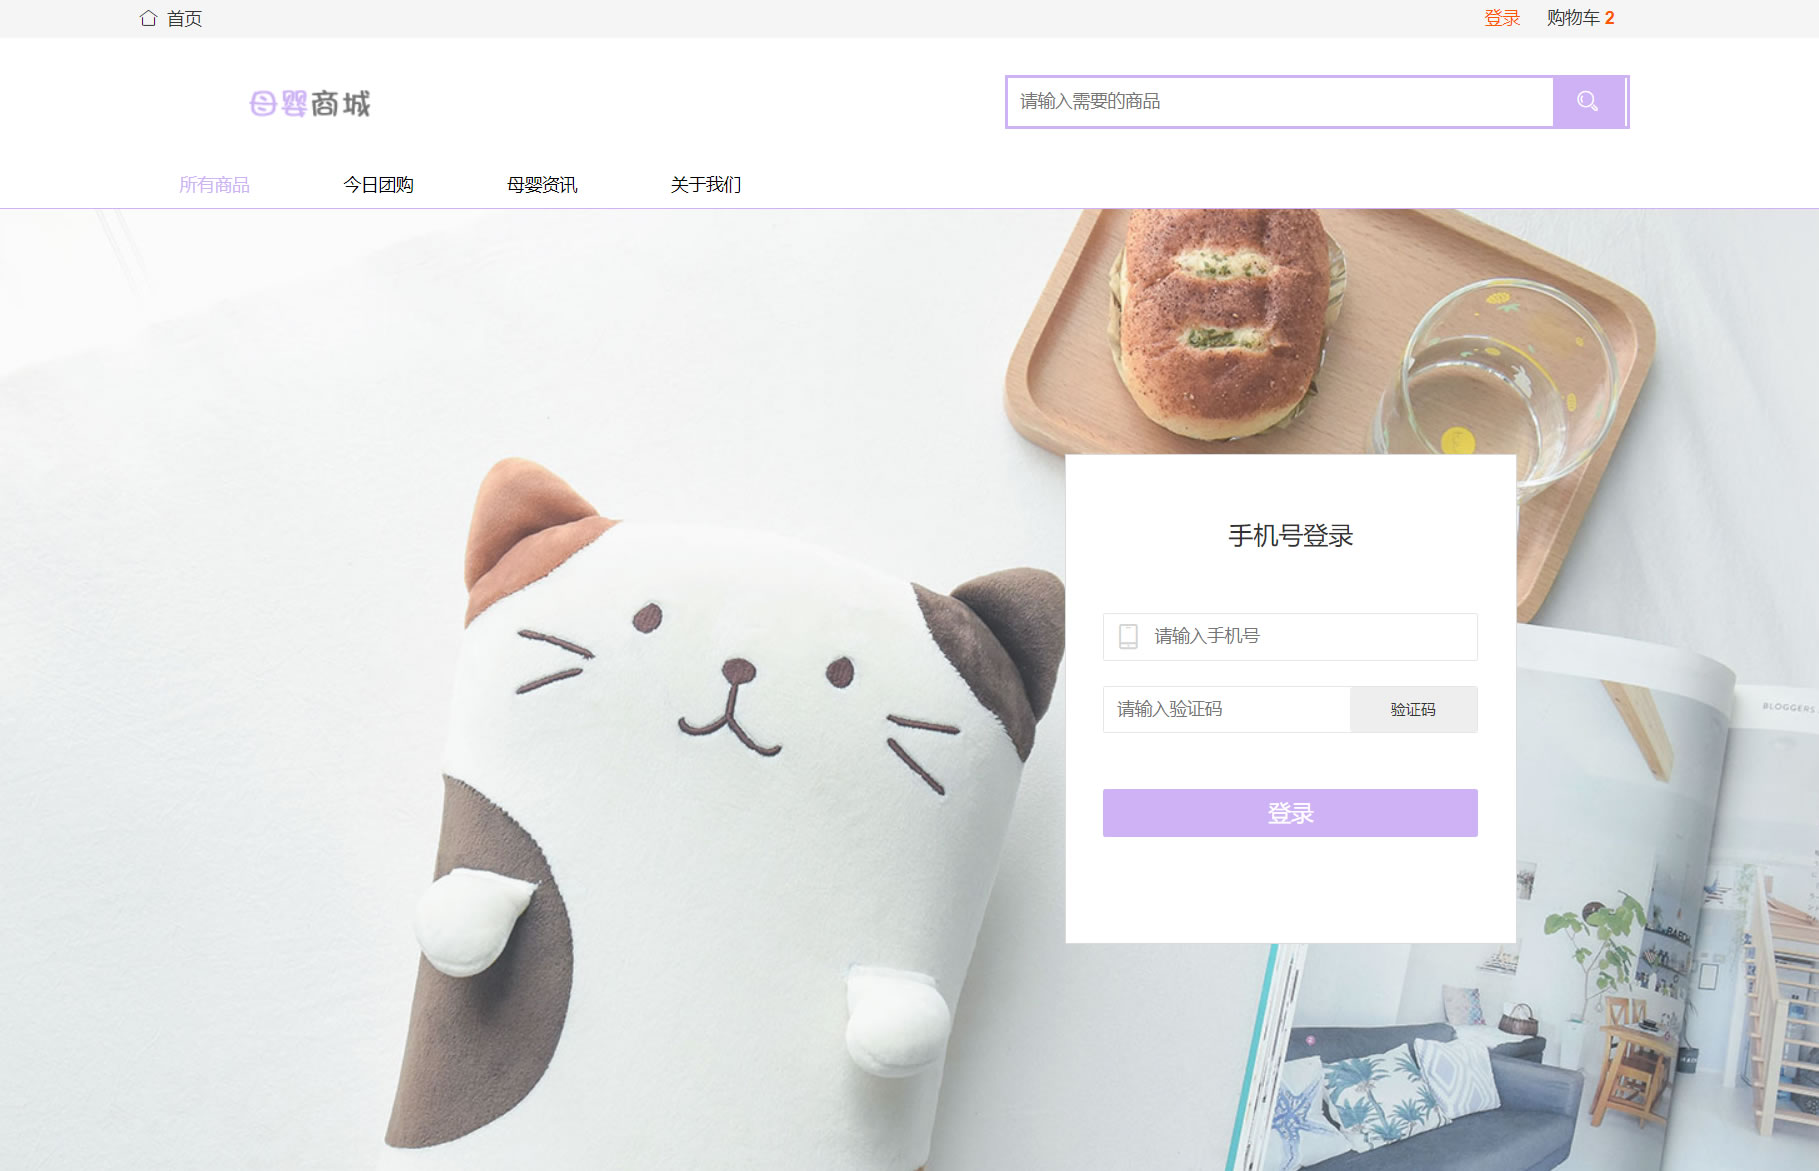 首页
登录 购物车 2
母婴商城
请输入需要的商品
所有商品 今日团购 母婴资讯 关于我们
手机号登录
请输入手机号
请输入验证码 验证码
登录
BLOGGERS